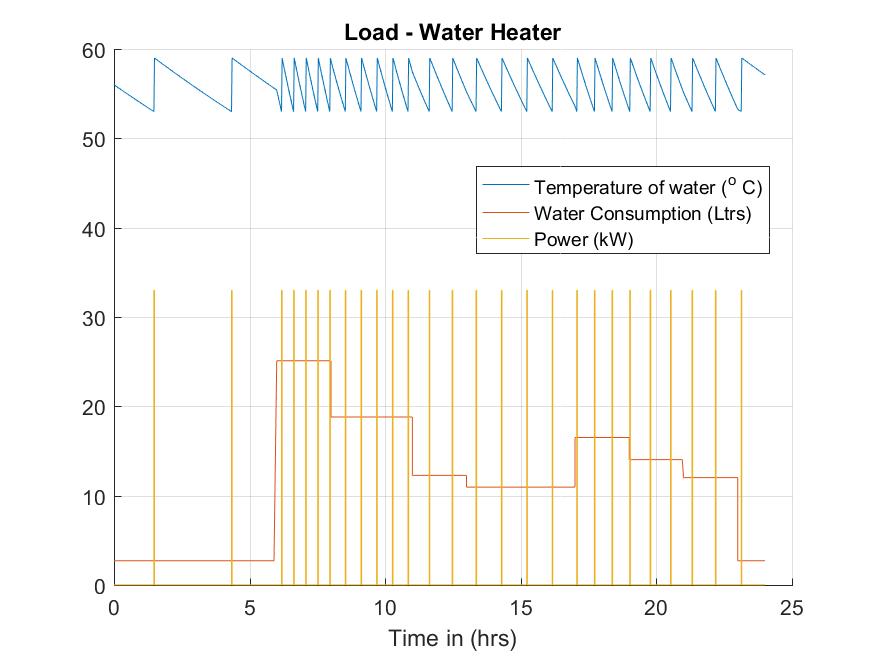 Load - Water Heater
60
50
40
30
20
10
0
Temperature of water (° C)
Water Consumption (Ltrs)
Power (kW)
0 5 10 15 20 25
Time in (hrs)